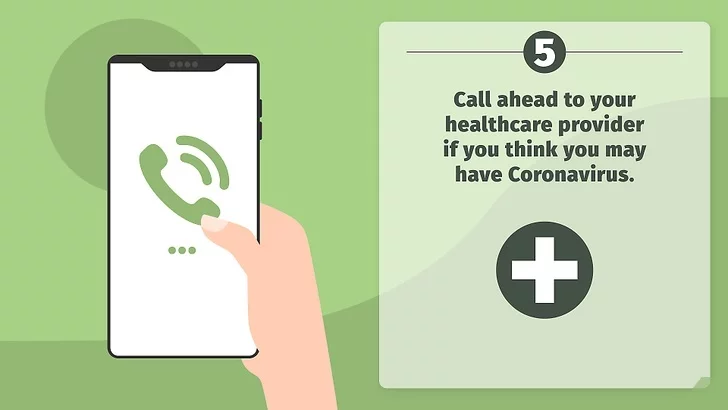 5
Call ahead to your
healthcare provider
if you think you may
have Coronavirus.